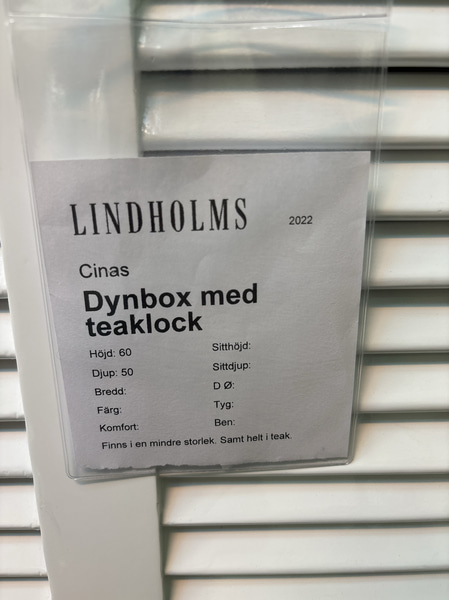 LINDHOLMS 2022
Cinas
Dynbox med
teaklock
Höjd: 60 Sitthöjd:
Djup: 50 Sittdjup:
Bredd: D Ø:
Färg: Tyg:
Komfort: Ben:
Finns i en mindre storlek. Samt helt i teak.